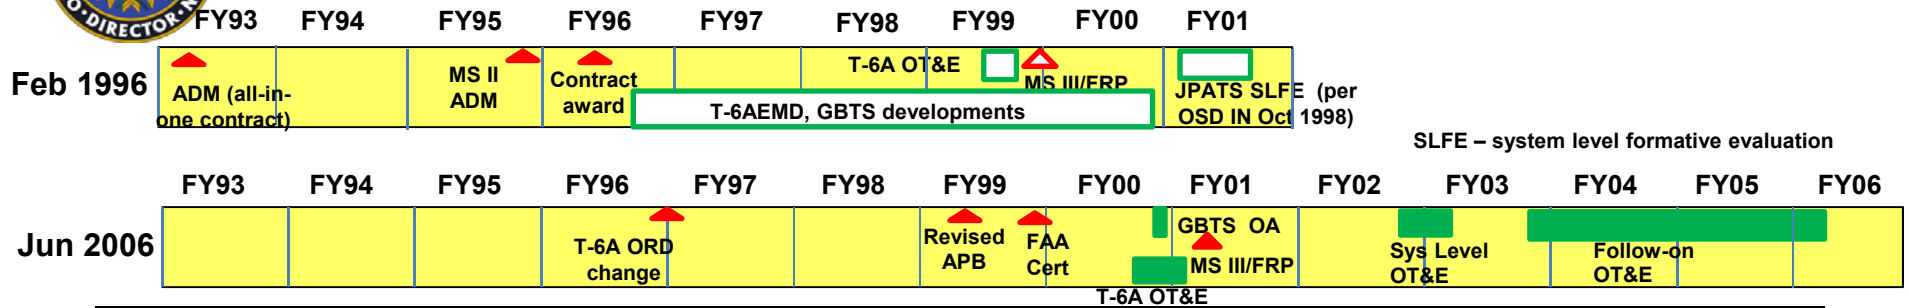 O • DIRECTOR • N
FY93 FY94 FY95 FY96 FY97 FY98 FY99 FY00 FY01
Feb 1996
ADM (all-in-
one contract)
MS II
ADM
Contract
award
T-6A OT&E
MS III/FRP
T-6AEMD, GBTS developments
JPATS SLFE (per
OSD IN Oct 1998)
SLFE – system level formative evaluation
FY93 FY94 FY95 FY96 FY97 FY98 FY99 FY00 FY01 FY02 FY03 FY04 FY05 FY06
Jun 2006
T-6A ORD
change
Revised
APB
FAA
Cert
GBTS OA
MS III/FRP
T-6A OT&E
Sys Level
OT&E
Follow-on
OT&E